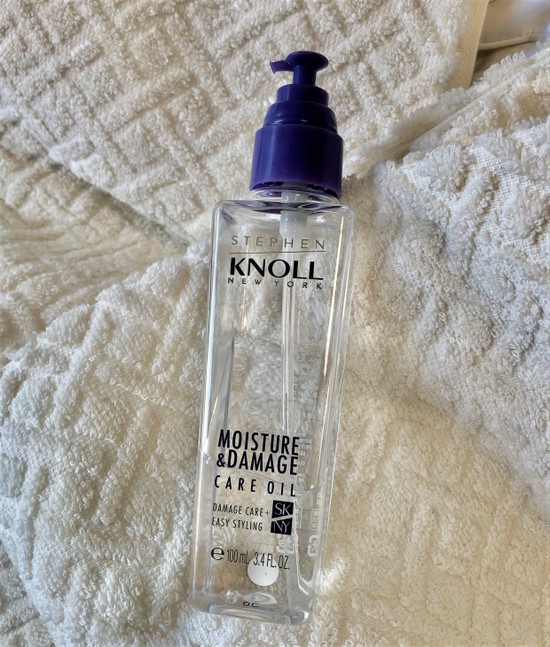 STEPHEN
KNOLL
NEW YORK
MOISTURE
&DAMAGE
CARE OIL
DAMAGE CARE+
EASY STYLING
SK
NY
℮ 100 mL 3.4 FL. OZ.